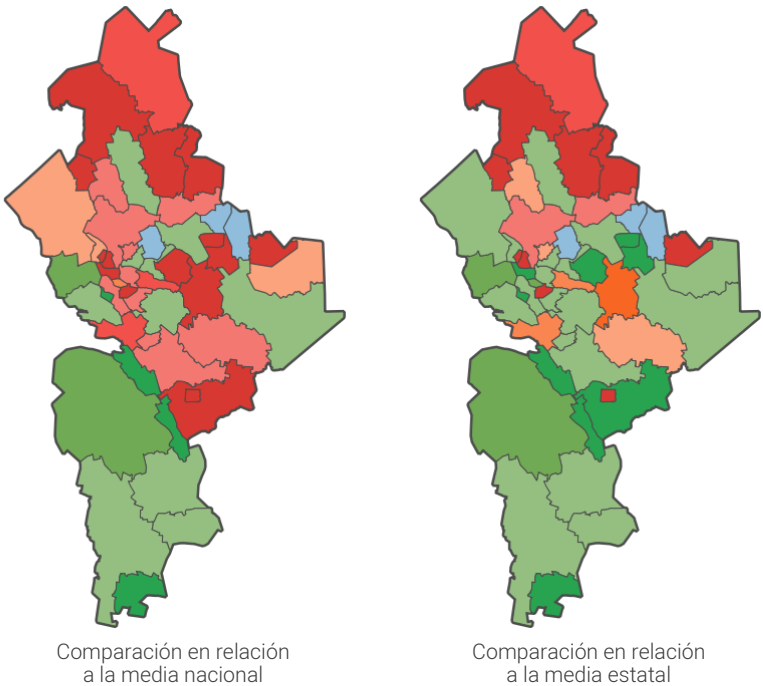 Comparación en relación
a la media nacional
Comparación en relación
a la media estatal